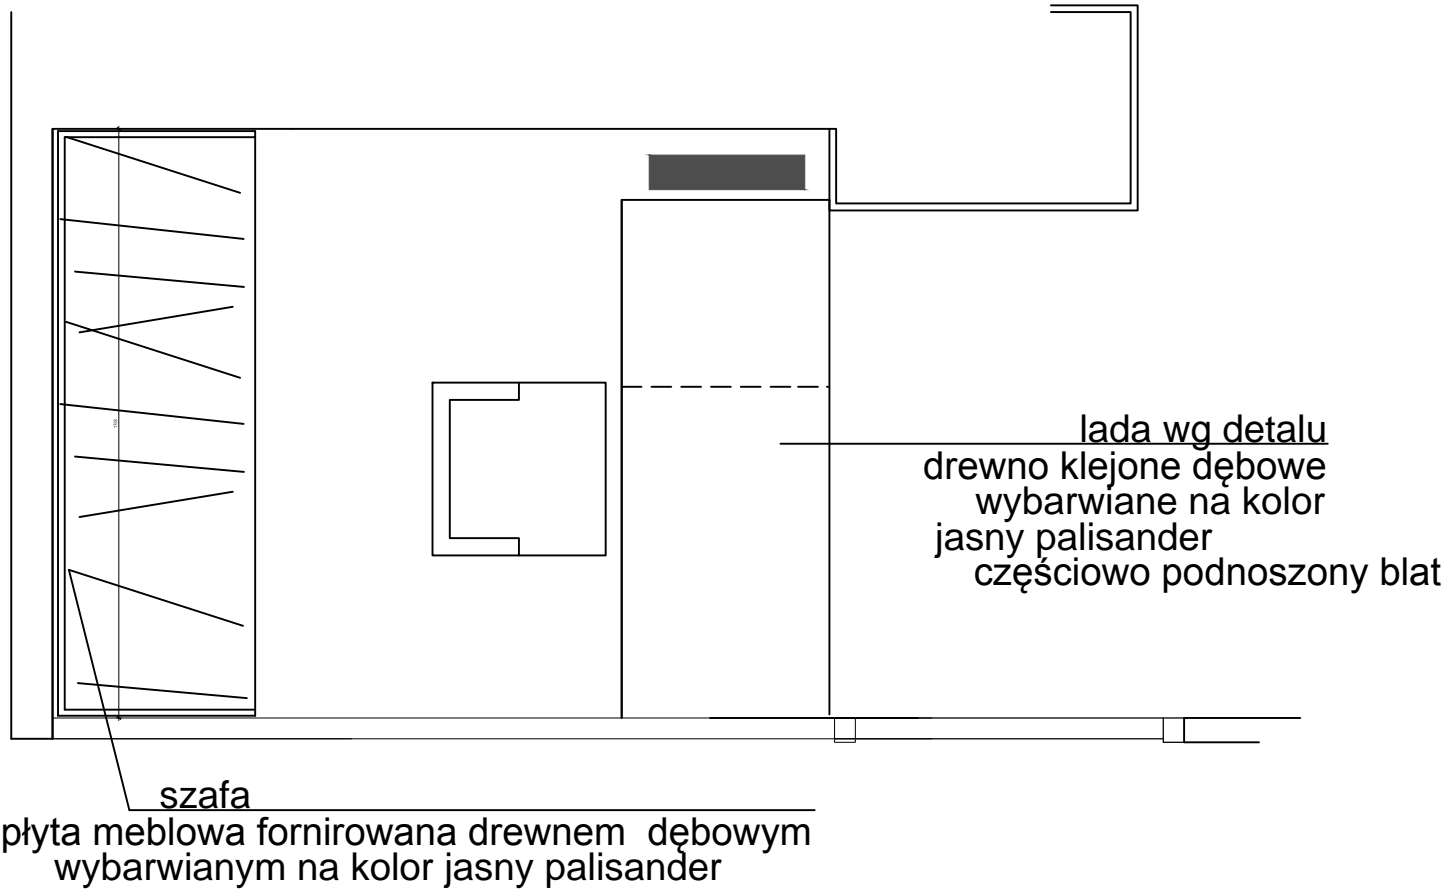 lada wg detalu
drewno klejone dębowe
wybarwiane na kolor
jasny palisander
częściowo podnoszony blat
szafa
płyta meblowa fornirowana drewnem dębowym
wybarwianym na kolor jasny palisander